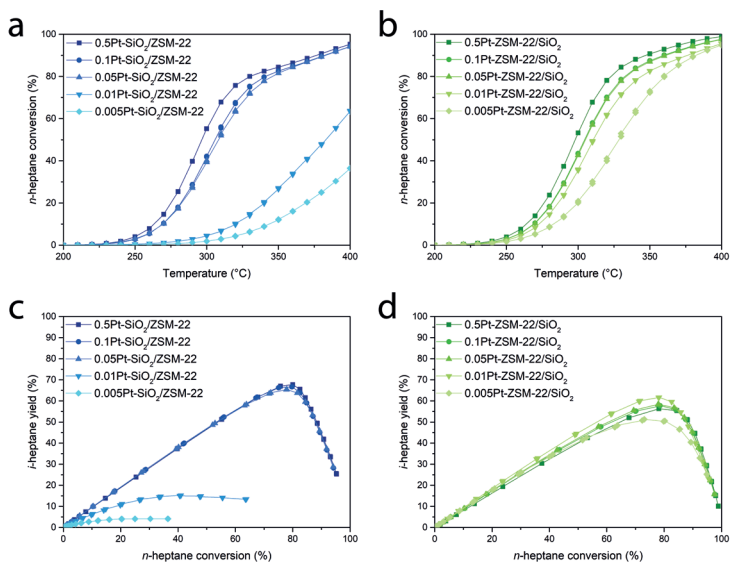 a
n-heptane conversion (%)
100
80
60
40
20
0
0.5Pt-SiO2/ZSM-22
0.1Pt-SiO2/ZSM-22
0.05Pt-SiO2/ZSM-22
0.01Pt-SiO2/ZSM-22
0.005Pt-SiO2/ZSM-22
200 250 300 350 400
Temperature (°C)
b
n-heptane conversion (%)
100
80
60
40
20
0
0.5Pt-ZSM-22/SiO2
0.1Pt-ZSM-22/SiO2
0.05Pt-ZSM-22/SiO2
0.01Pt-ZSM-22/SiO2
0.005Pt-ZSM-22/SiO2
200 250 300 350 400
Temperature (°C)
c
i-heptane yield (%)
100
90
80
70
60
50
40
30
20
10
0
0.5Pt-SiO2/ZSM-22
0.1Pt-SiO2/ZSM-22
0.05Pt-SiO2/ZSM-22
0.01Pt-SiO2/ZSM-22
0.005Pt-SiO2/ZSM-22
0 20 40 60 80 100
n-heptane conversion (%)
d
i-heptane yield (%)
100
90
80
70
60
50
40
30
20
10
0
0.5Pt-ZSM-22/SiO2
0.1Pt-ZSM-22/SiO2
0.05Pt-ZSM-22/SiO2
0.01Pt-ZSM-22/SiO2
0.005Pt-ZSM-22/SiO2
0 20 40 60 80 100
n-heptane conversion (%)